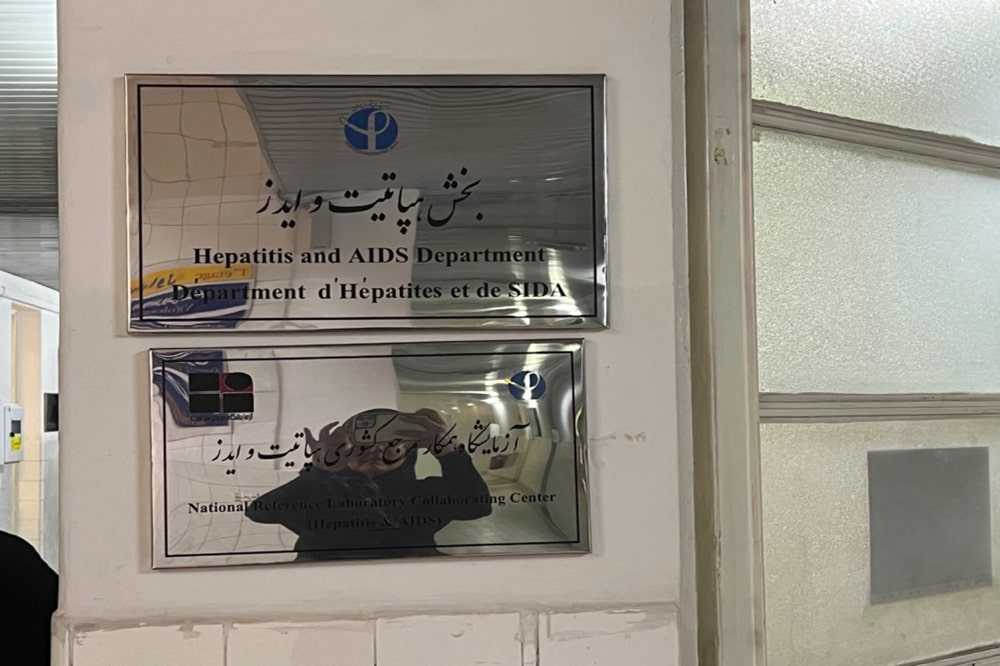 بخش هپاتیت و ایدز
Hepatitis and AIDS Department
Départment d'Hépatites et de SIDA
آزمایشگاه همکار مرجع کشوری هپاتیت و ایدز
National Reference Laboratory Collaborating Center
(Hepatitis & AIDS)